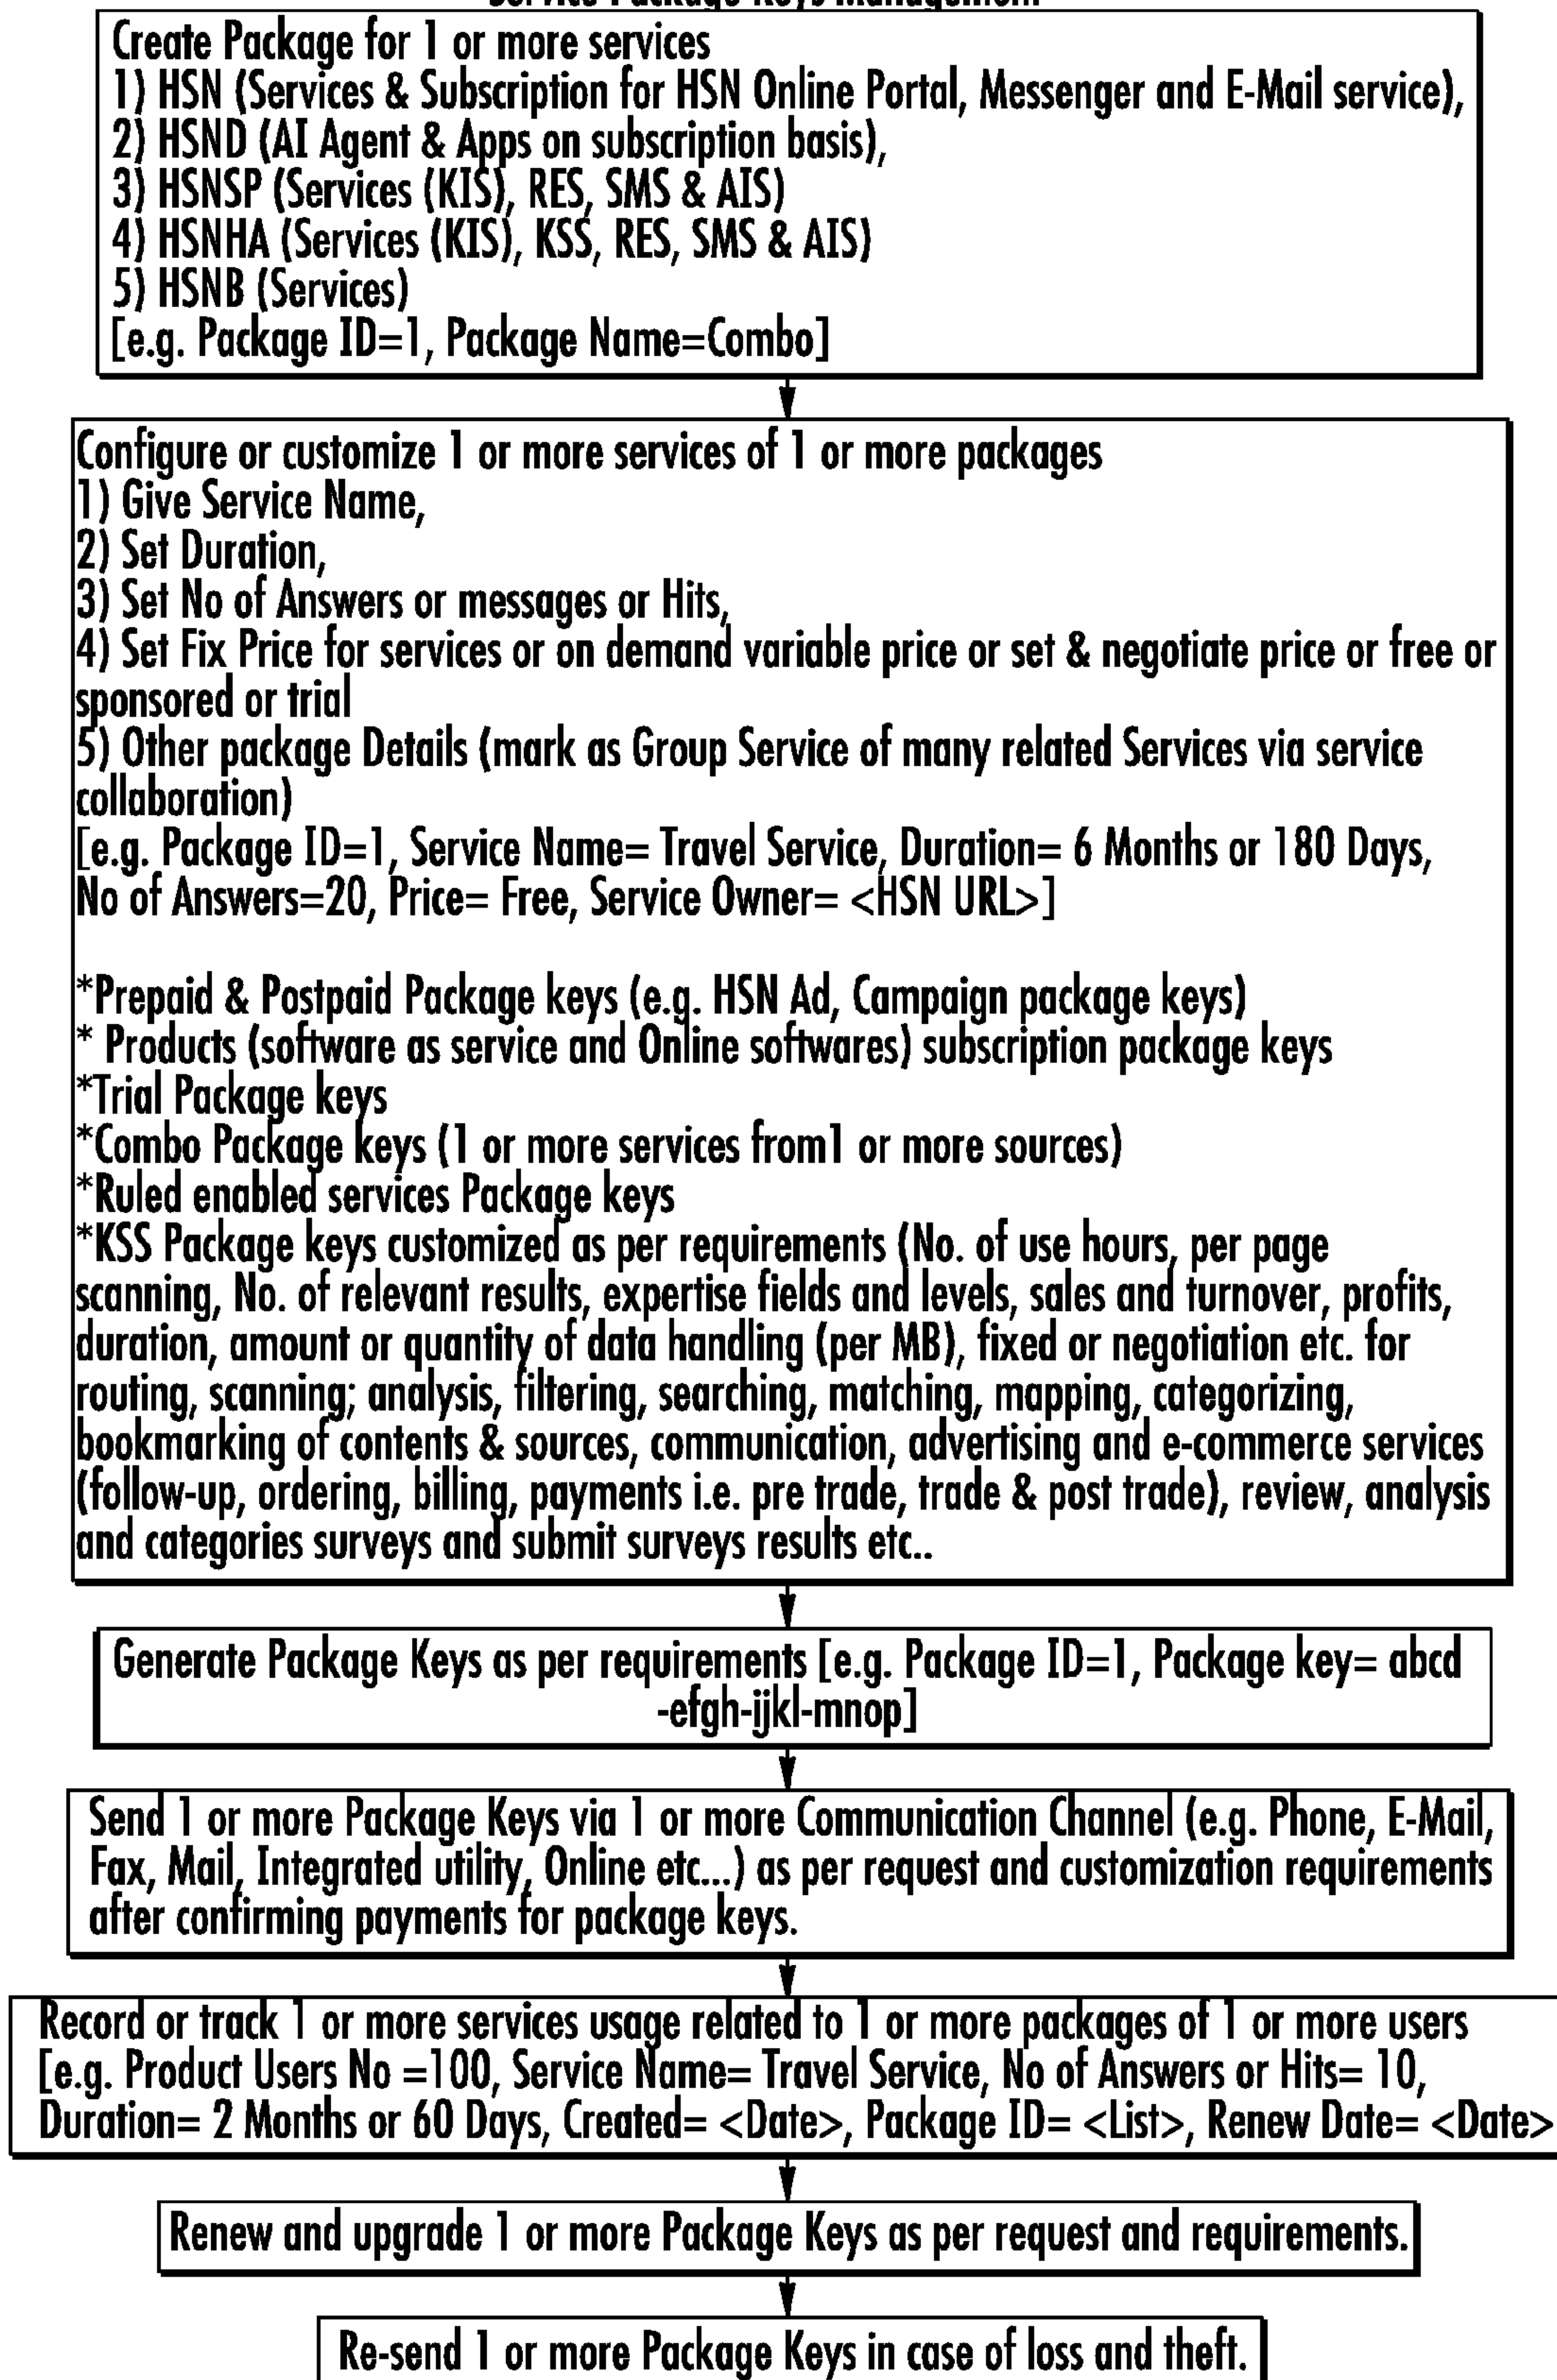 Service Package Keys Management
Create Package for 1 or more services
1) HSN (Services & Subscription for HSN Online Portal, Messenger and E-Mail service),
2) HSND (AI Agent & Apps on subscription basis),
3) HSNSP (Services (KIS), RES, SMS & AIS)
4) HSNHA (Services (KIS), KSS, RES, SMS & AIS)
5) HSNB (Services)
[e.g. Package ID=1, Package Name=Combo]
Configure or customize 1 or more services of 1 or more packages
1) Give Service Name,
2) Set Duration,
3) Set No of Answers or messages or Hits,
4) Set Fix Price for services or on demand variable price or set & negotiate price or free or
sponsored or trial
5) Other package Details (mark as Group Service of many related Services via service
collaboration)
[e.g. Package ID=1, Service Name= Travel Service, Duration= 6 Months or 180 Days,
No of Answers=20, Price= Free, Service Owner= <HSN URL>]
*Prepaid & Postpaid Package keys (e.g. HSN Ad, Campaign package keys)
* Products (software as service and Online softwares) subscription package keys
*Trial Package keys
*Combo Package keys (1 or more services from1 or more sources)
*Ruled enabled services Package keys
*KSS Package keys customized as per requirements (No. of use hours, per page
scanning, No. of relevant results, expertise fields and levels, sales and turnover, profits,
duration, amount or quantity of data handling (per MB), fixed or negotiation etc. for
routing, scanning; analysis, filtering, searching, matching, mapping, categorizing,
bookmarking of contents & sources, communication, advertising and e-commerce services
(follow-up, ordering, billing, payments i.e. pre trade, trade & post trade), review, analysis
and categories surveys and submit surveys results etc..
Generate Package Keys as per requirements [e.g. Package ID=1, Package key= abcd
-efgh-ijkl-mnop]
Send 1 or more Package Keys via 1 or more Communication Channel (e.g. Phone, E-Mail,
Fax, Mail, Integrated utility, Online etc...) as per request and customization requirements
after confirming payments for package keys.
Record or track 1 or more services usage related to 1 or more packages of 1 or more users
[e.g. Product Users No =100, Service Name= Travel Service, No of Answers or Hits= 10,
Duration= 2 Months or 60 Days, Created= <Date>, Package ID= <List>, Renew Date= <Date>
Renew and upgrade 1 or more Package Keys as per request and requirements.
Re-send 1 or more Package Keys in case of loss and theft.